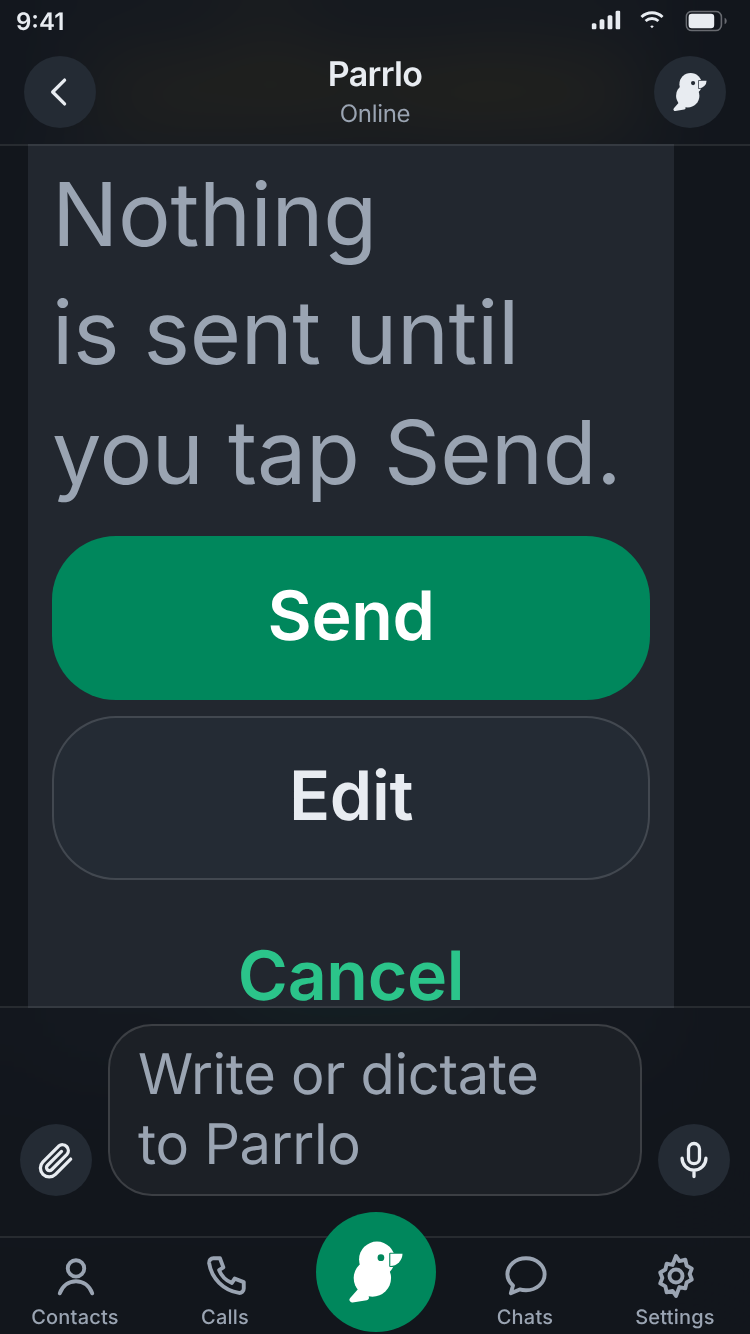 9:41
Parrlo
Online
Nothing
is sent until
you tap Send.
Send
Edit
Cancel
Write or dictate
to Parrlo
Contacts
Calls
Chats
Settings